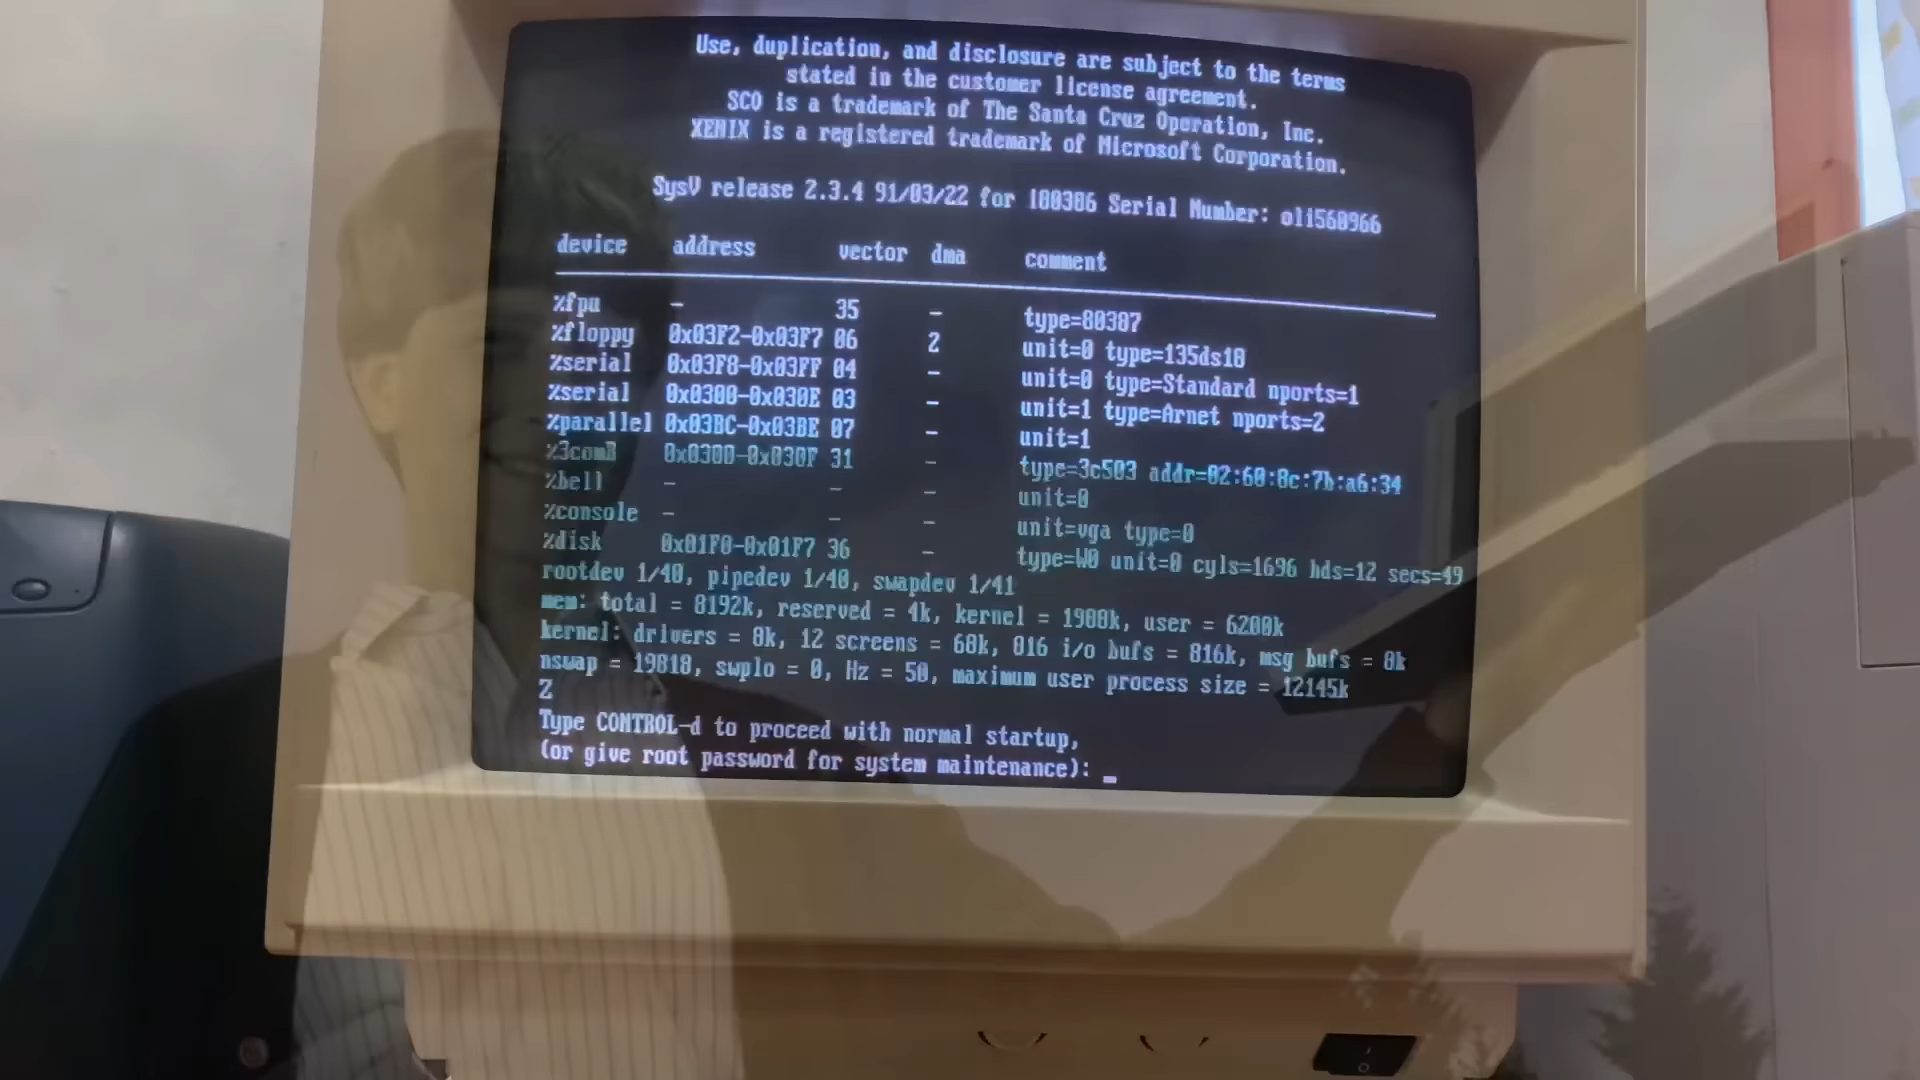 Use, duplication, and disclosure are subject to the terms
stated in the customer license agreement.
SCO is a trademark of The Santa Cruz Operation, Inc.
XENIX is a registered trademark of Microsoft Corporation.
SysV release 2.3.4 91/03/22 for i80386 Serial Number: oli560966
device address vector dma comment
%fpu - 35 - type=80387
%floppy 0x03F2-0x03F7 06 2 unit=0 type=135ds18
%serial 0x03F8-0x03FF 04 - unit=0 type=Standard nports=1
%serial 0x0300-0x030E 03 - unit=1 type=Arnet nports=2
%parallel 0x03BC-0x03BE 07 - unit=1
%3comB 0x0300-0x030F 31 - type=3c503 addr=02:60:8c:7b:a6:34
%bell - - - unit=0
%console - - - unit=vga type=0
%disk 0x01F0-0x01F7 36 - type=W0 unit=0 cyls=1696 hds=12 secs=49
rootdev 1/40, pipedev 1/40, swapdev 1/41
mem: total = 8192k, reserved = 4k, kernel = 1988k, user = 6200k
kernel: drivers = 8k, 12 screens = 68k, 816 i/o bufs = 816k, msg bufs = 8k
nswap = 19818, swplo = 0, Hz = 50, maximum user process size = 12145k
Z
Type CONTROL-d to proceed with normal startup,
(or give root password for system maintenance): _